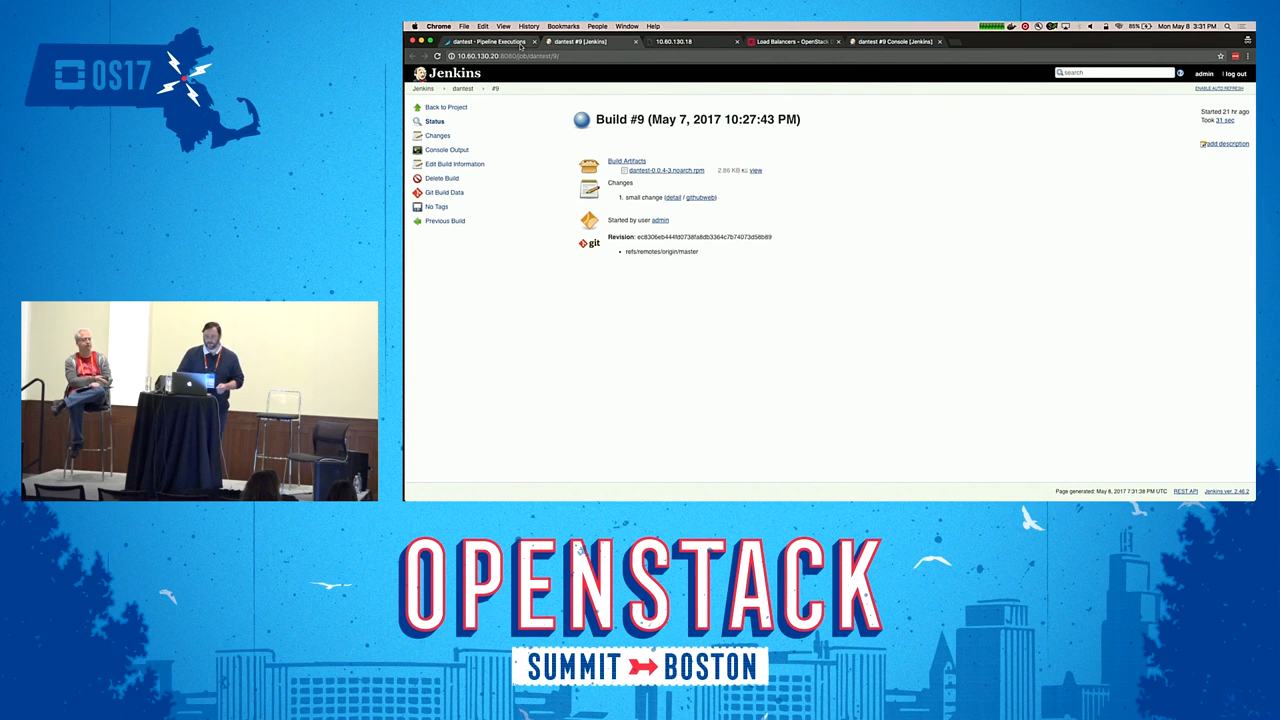 OS17
Chrome File Edit View History Bookmarks People Window Help
85% Mon May 8 3:31 PM
dantest - Pipeline Executions
dantest #9 [Jenkins]
10.60.130.18
Load Balancers - OpenStack
dantest #9 Console [Jenkins]
10.60.130.20:8080/job/dantest/9/
Jenkins
search
admin | log out
Jenkins dantest #9
ENABLE AUTO REFRESH
Back to Project
Status
Changes
Console Output
Edit Build Information
Delete Build
Git Build Data
No Tags
Previous Build
Build #9 (May 7, 2017 10:27:43 PM)
Started 21 hr ago
Took 31 sec
add description
Build Artifacts
dantest-0.0.4-3.noarch.rpm 2.86 KB view
Changes
1. small change (detail / githubweb)
Started by user admin
git
Revision: ec8306eb444fd0738fa8db3364c7b74073d58b89
• refs/remotes/origin/master
Page generated: May 8, 2017 7:31:38 PM UTC REST API Jenkins ver. 2.46.2
OPENSTACK
SUMMIT BOSTON